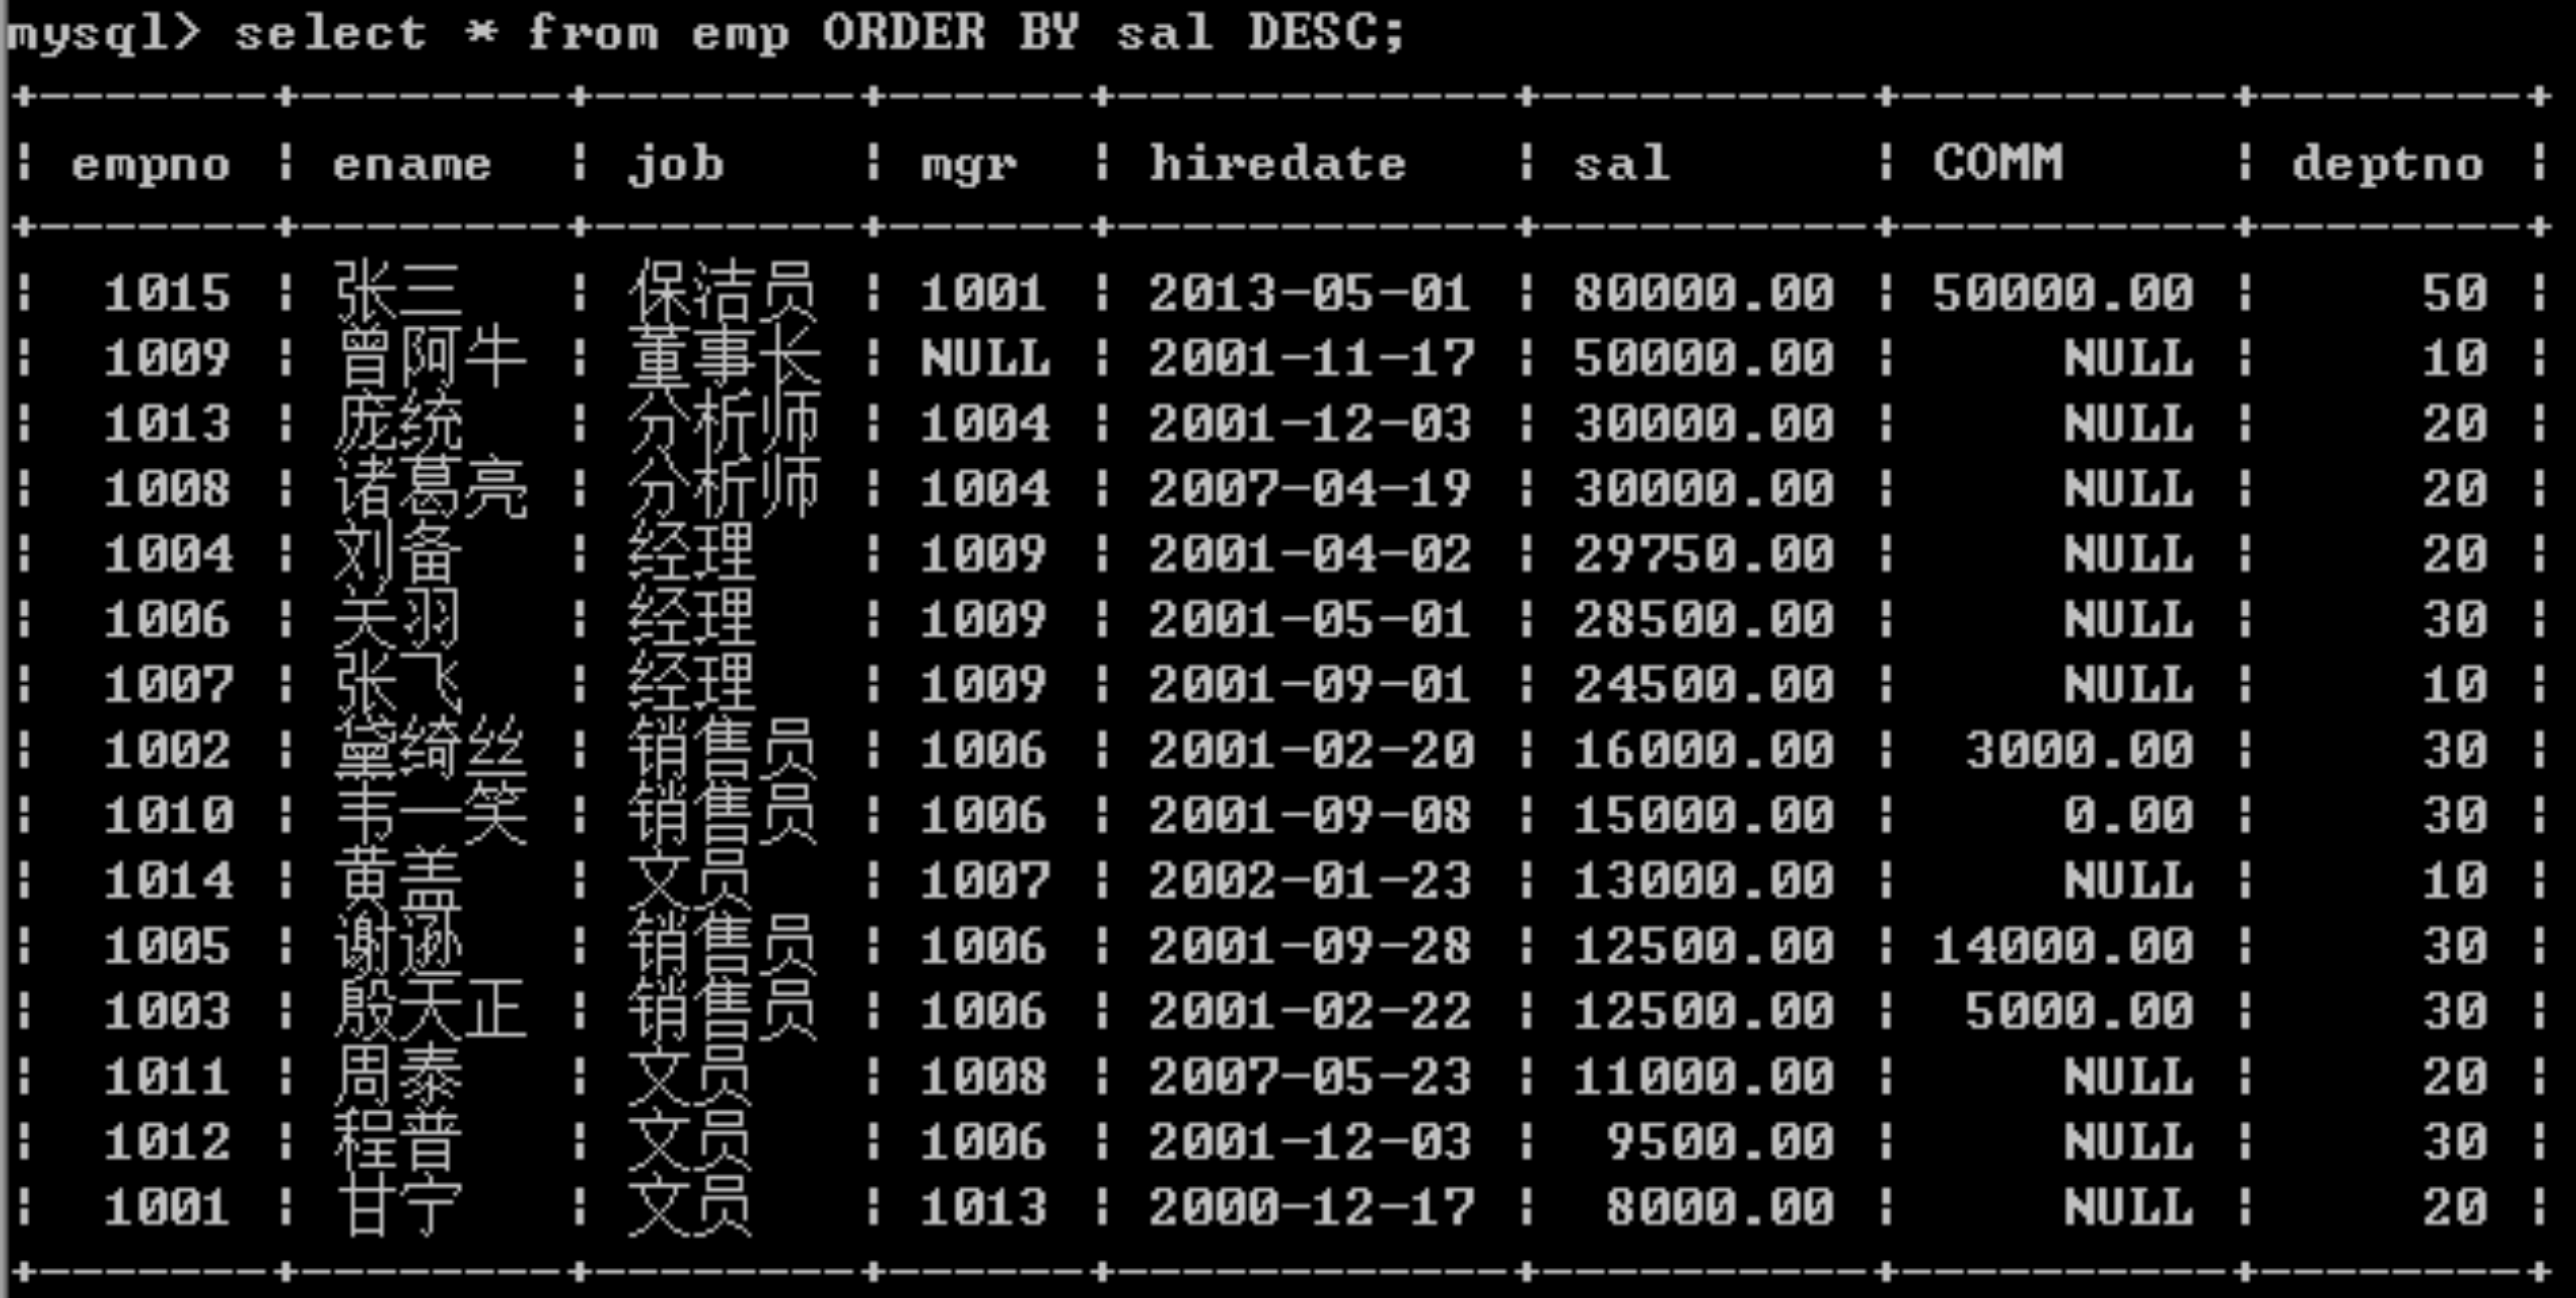 mysql> select * from emp ORDER BY sal DESC;
+-------+--------+--------+------+------------+----------+----------+--------+
| empno | ename  | job    | mgr  | hiredate   | sal      | COMM     | deptno |
+-------+--------+--------+------+------------+----------+----------+--------+
|  1015 | 张三   | 保洁员 | 1001 | 2013-05-01 | 80000.00 | 50000.00 |     50 |
|  1009 | 曾阿牛 | 董事长 | NULL | 2001-11-17 | 50000.00 |     NULL |     10 |
|  1013 | 庞统   | 分析师 | 1004 | 2001-12-03 | 30000.00 |     NULL |     20 |
|  1008 | 诸葛亮 | 分析师 | 1004 | 2007-04-19 | 30000.00 |     NULL |     20 |
|  1004 | 刘备   | 经理   | 1009 | 2001-04-02 | 29750.00 |     NULL |     20 |
|  1006 | 关羽   | 经理   | 1009 | 2001-05-01 | 28500.00 |     NULL |     30 |
|  1007 | 张飞   | 经理   | 1009 | 2001-09-01 | 24500.00 |     NULL |     10 |
|  1002 | 黛绮丝 | 销售员 | 1006 | 2001-02-20 | 16000.00 |  3000.00 |     30 |
|  1010 | 韦一笑 | 销售员 | 1006 | 2001-09-08 | 15000.00 |     0.00 |     30 |
|  1014 | 黄盖   | 文员   | 1007 | 2002-01-23 | 13000.00 |     NULL |     10 |
|  1005 | 谢逊   | 销售员 | 1006 | 2001-09-28 | 12500.00 | 14000.00 |     30 |
|  1003 | 殷天正 | 销售员 | 1006 | 2001-02-22 | 12500.00 |  5000.00 |     30 |
|  1011 | 周泰   | 文员   | 1008 | 2007-05-23 | 11000.00 |     NULL |     20 |
|  1012 | 程普   | 文员   | 1006 | 2001-12-03 |  9500.00 |     NULL |     30 |
|  1001 | 甘宁   | 文员   | 1013 | 2000-12-17 |  8000.00 |     NULL |     20 |
+-------+--------+--------+------+------------+----------+----------+--------+